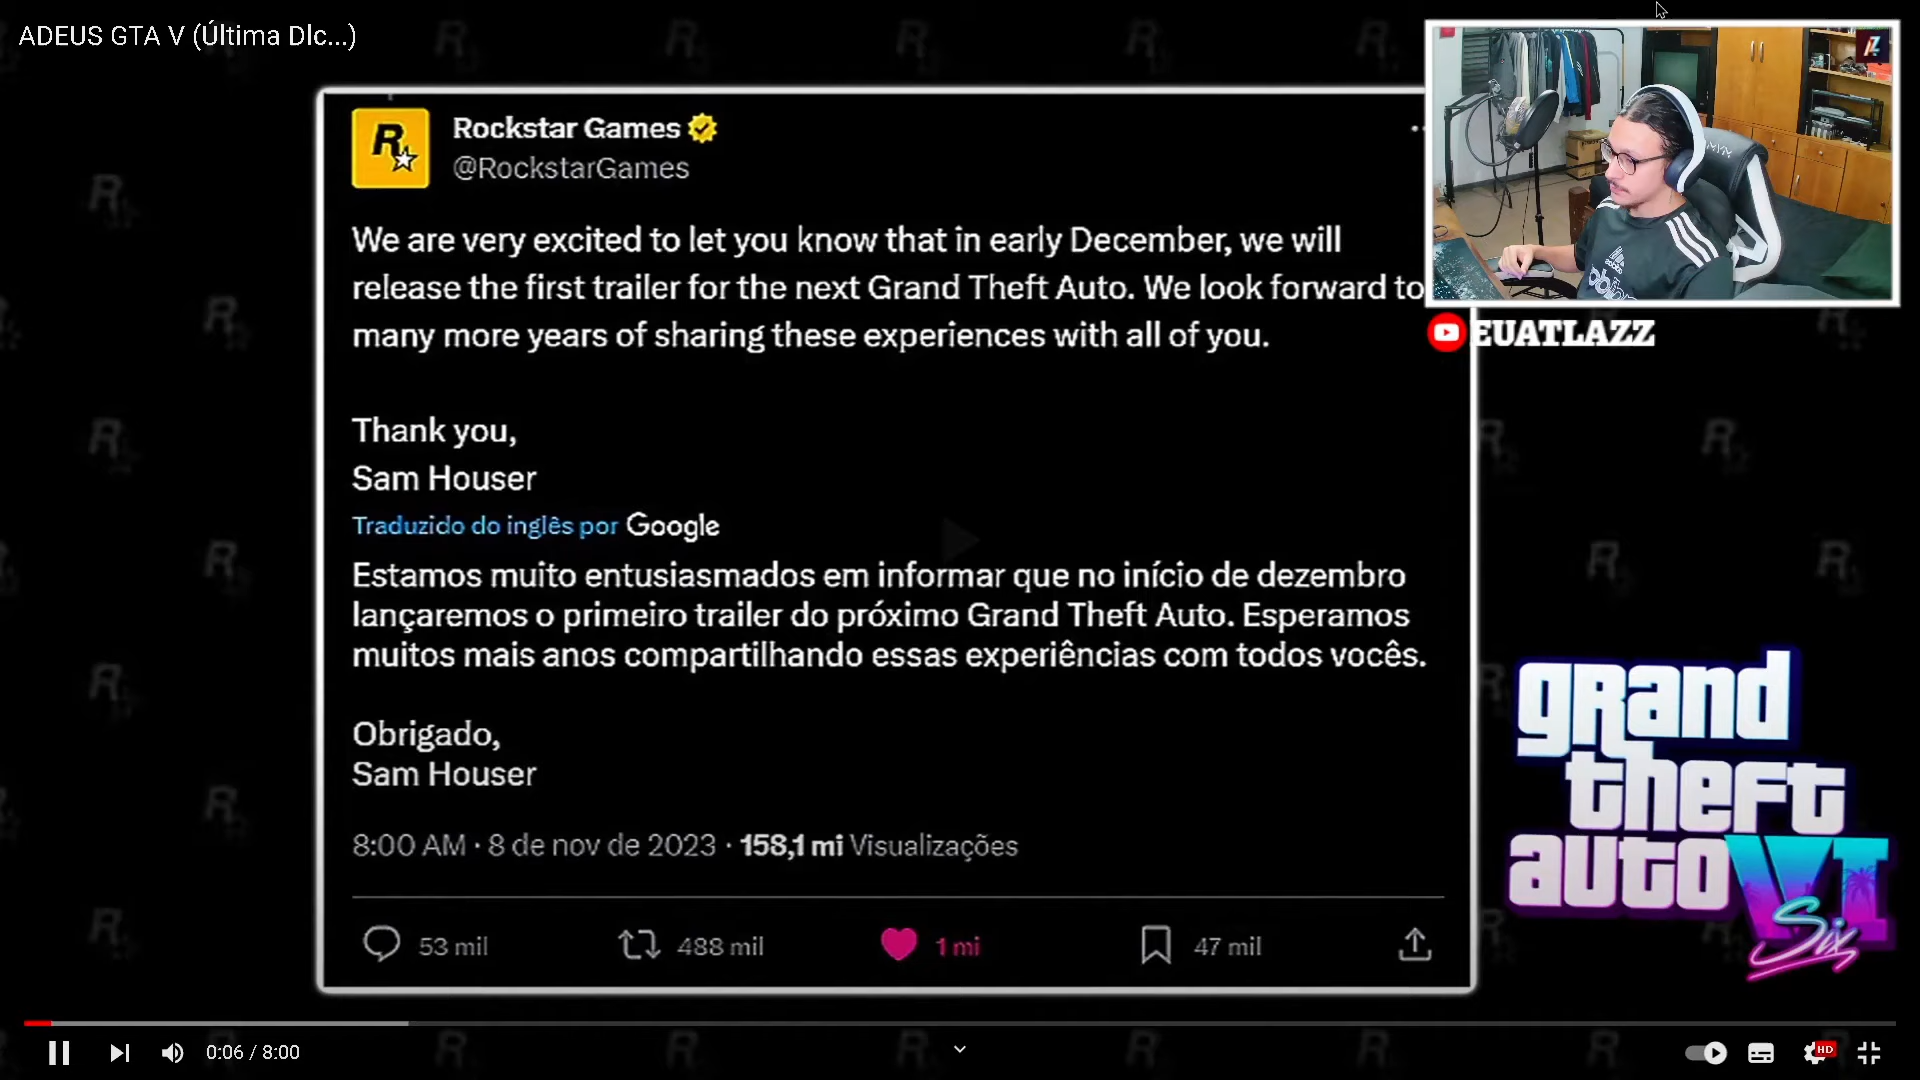 ADEUS GTA V (Última Dlc...)
Rockstar Games
@RockstarGames
We are very excited to let you know that in early December, we will
release the first trailer for the next Grand Theft Auto. We look forward to
many more years of sharing these experiences with all of you.
Thank you,
Sam Houser
Traduzido do inglês por Google
Estamos muito entusiasmados em informar que no início de dezembro
lançaremos o primeiro trailer do próximo Grand Theft Auto. Esperamos
muitos mais anos compartilhando essas experiências com todos vocês.
Obrigado,
Sam Houser
8:00 AM · 8 de nov de 2023 · 158,1 mi Visualizações
53 mil
488 mil
1 mi
47 mil
EUATLAZZ
adidas
grand
theft
auto VI
Six
0:06 / 8:00
HD